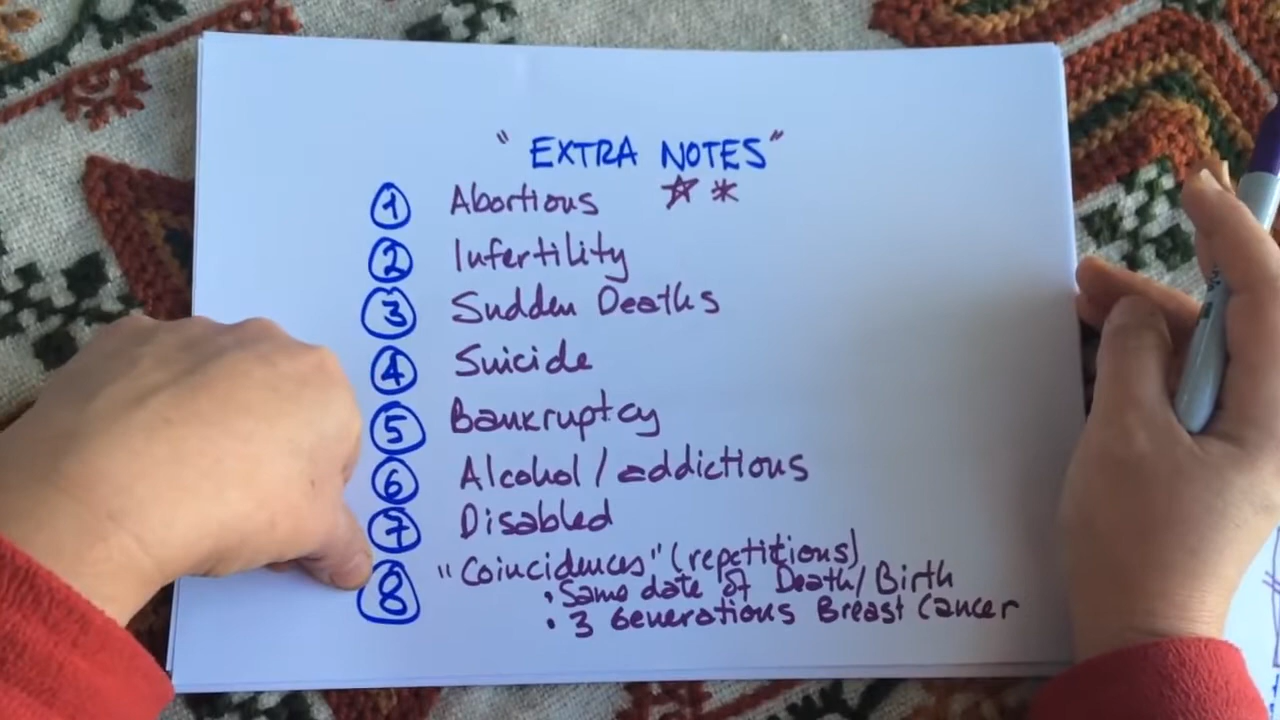 "EXTRA NOTES"
1 Abortions ☆ *
2 Infertility
3 Sudden Deaths
4 Suicide
5 Bankruptcy
6 Alcohol / addictions
7 Disabled
8 "Coincidences" (repetitions)
• Same date of Death/Birth
• 3 Generations Breast Cancer